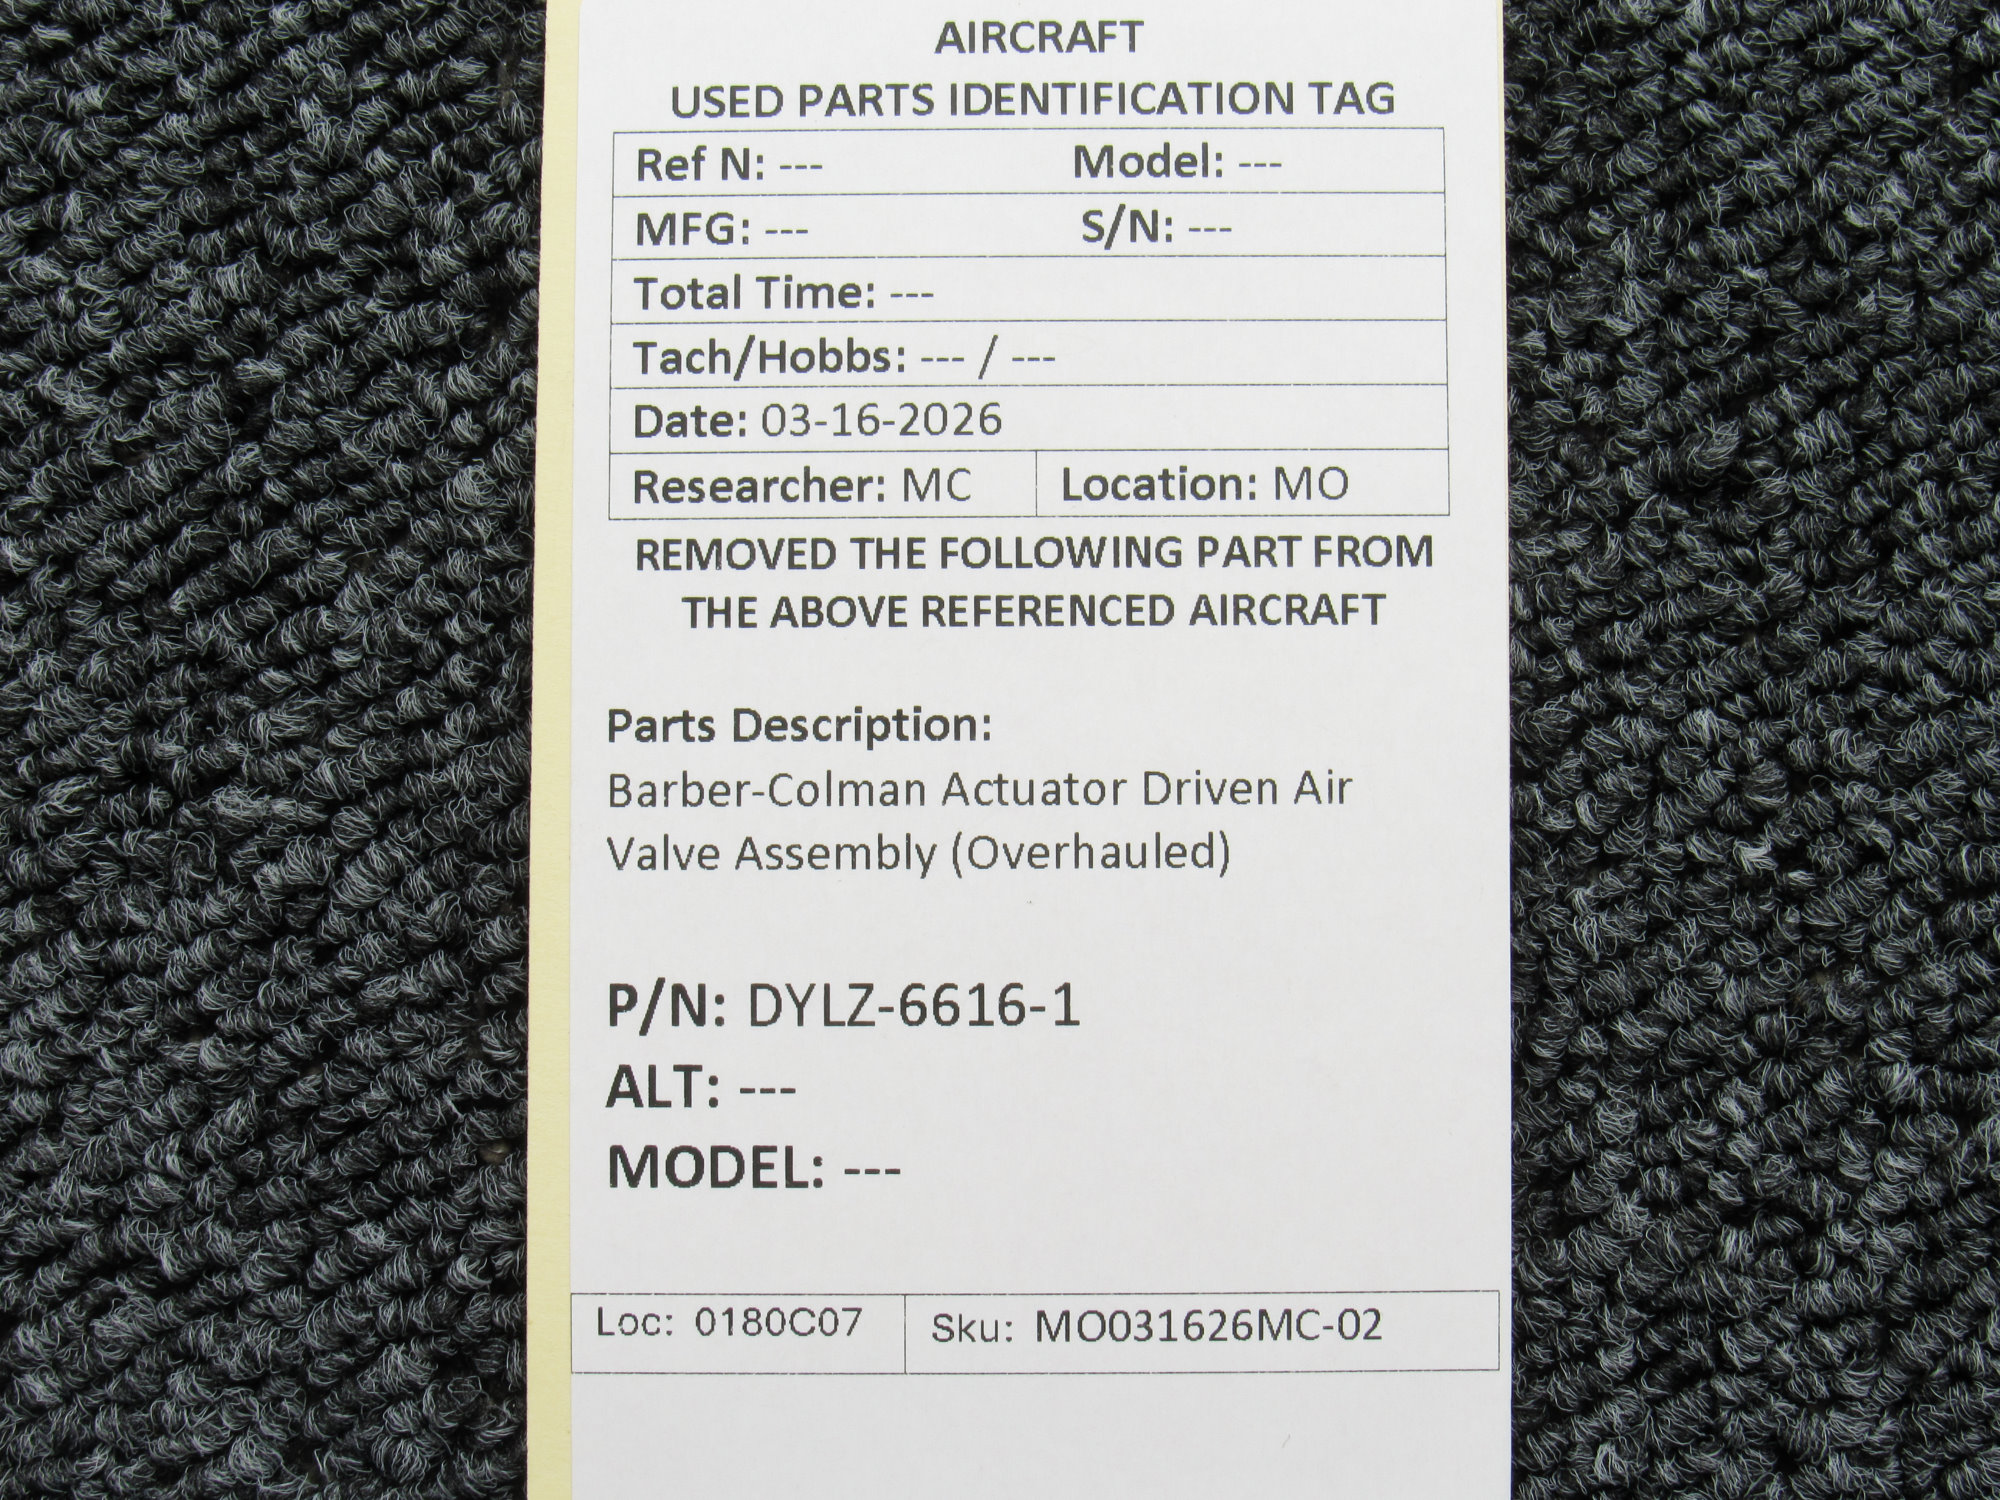 AIRCRAFT
USED PARTS IDENTIFICATION TAG
Ref N: --- Model: ---
MFG: --- S/N: ---
Total Time: ---
Tach/Hobbs: --- / ---
Date: 03-16-2026
Researcher: MC Location: MO
REMOVED THE FOLLOWING PART FROM
THE ABOVE REFERENCED AIRCRAFT
Parts Description:
Barber-Colman Actuator Driven Air
Valve Assembly (Overhauled)
P/N: DYLZ-6616-1
ALT: ---
MODEL: ---
Loc: 0180C07 Sku: MO031626MC-02